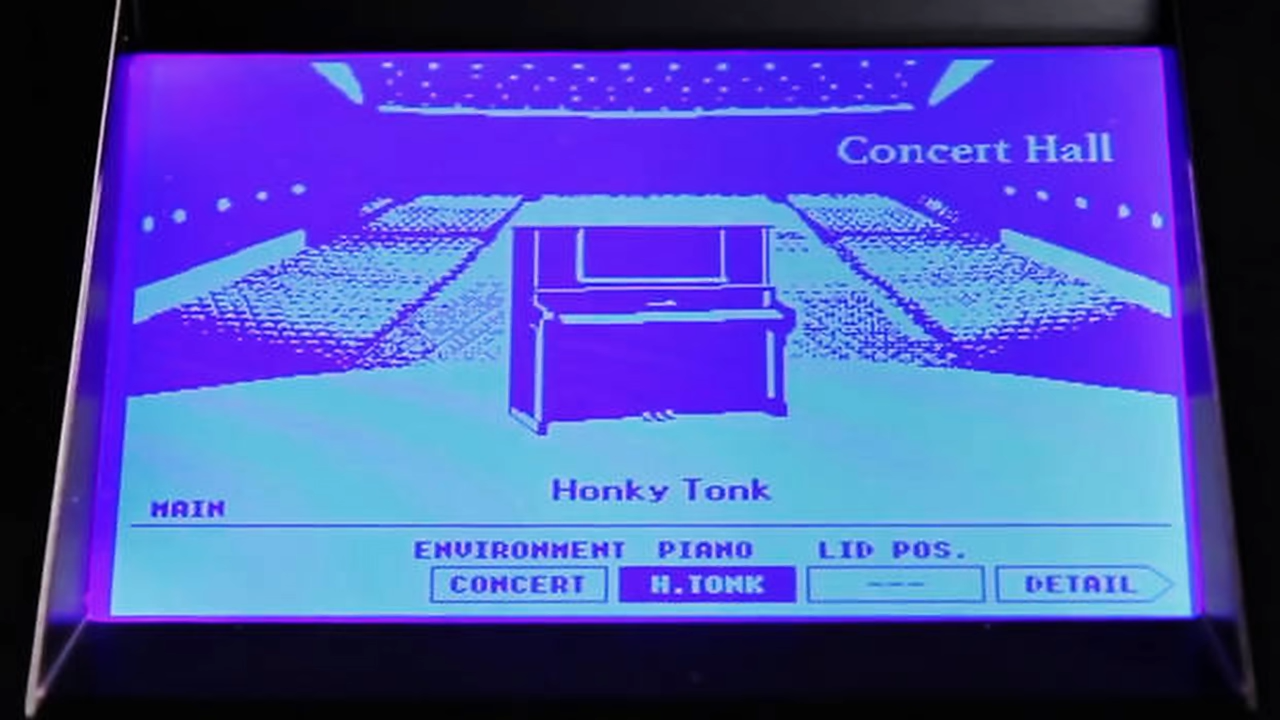 Concert Hall
Honky Tonk
MAIN
ENVIRONMENT PIANO LID POS.
CONCERT H.TONK --- DETAIL